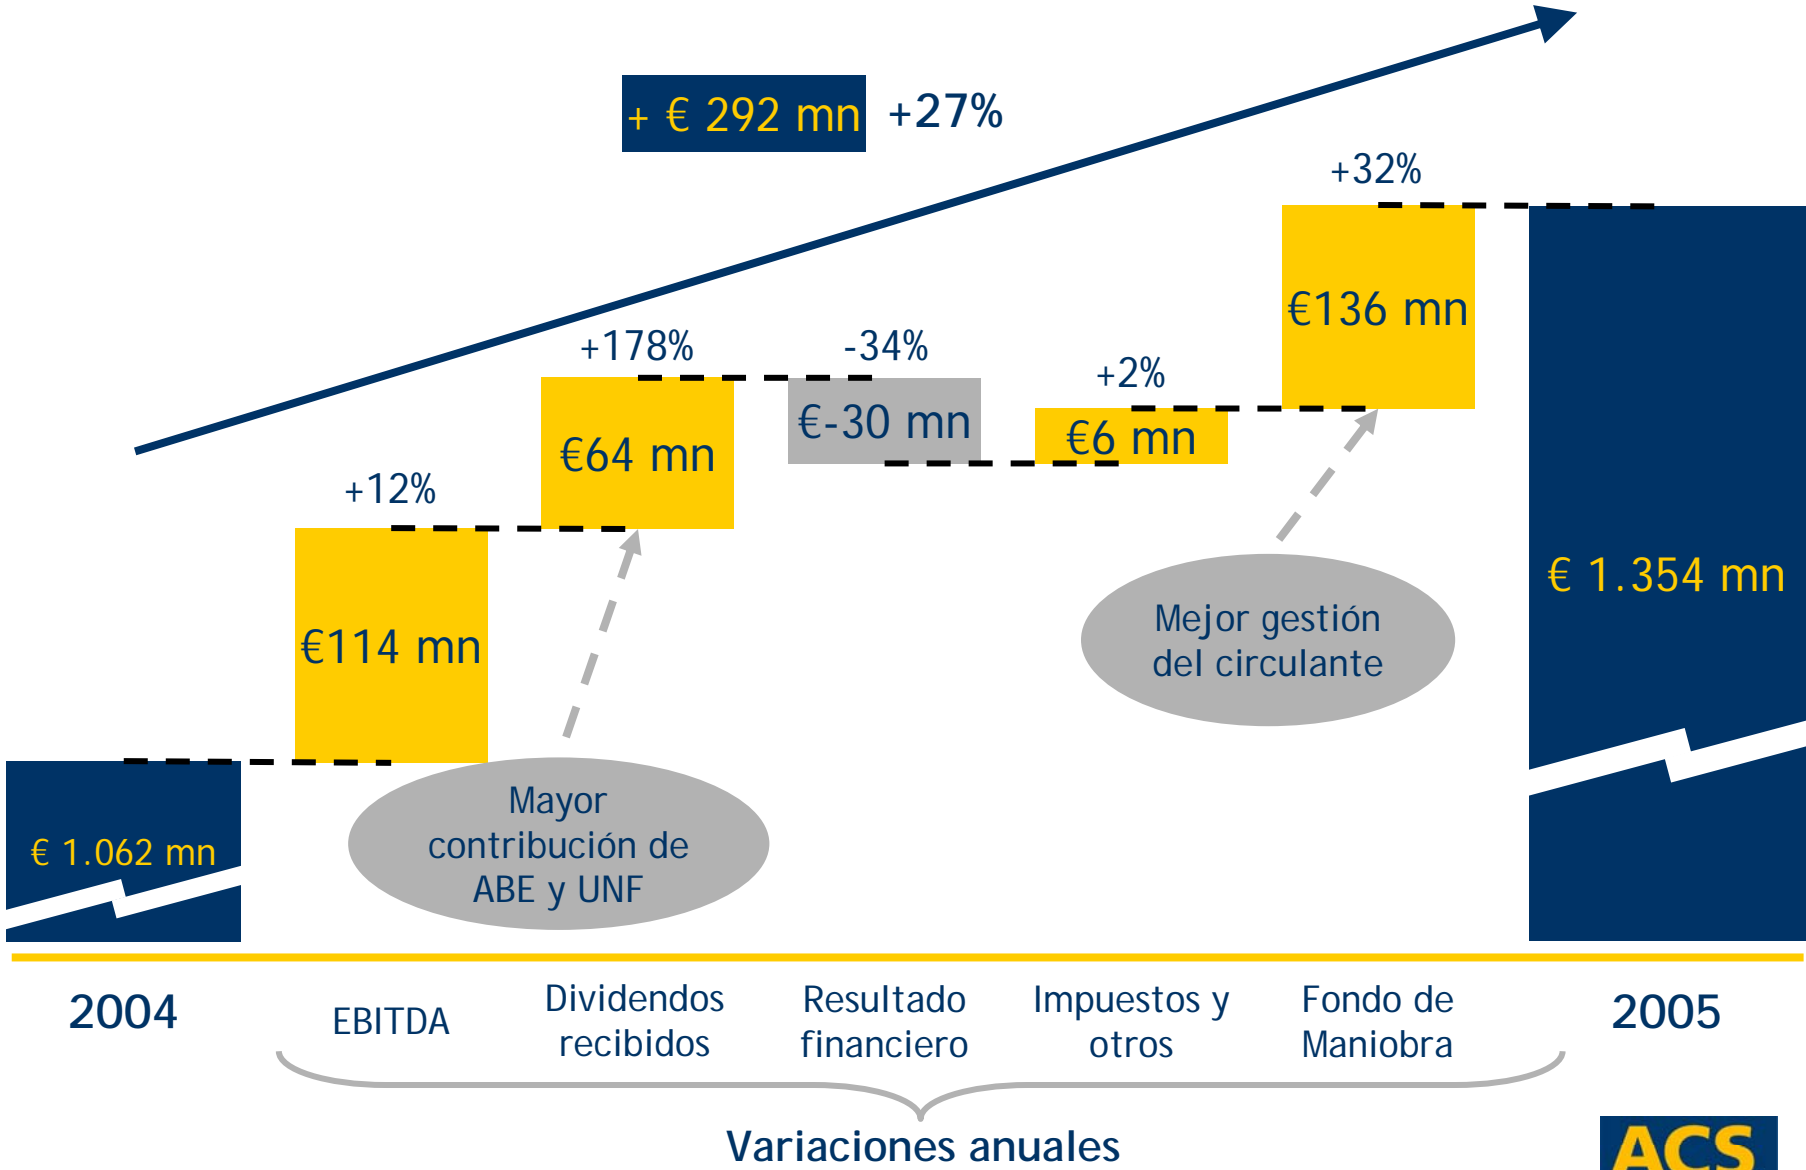 + € 292 mn +27%
+32%
€136 mn
+178%
-34%
+2%
€-30 mn
€6 mn
€64 mn
+12%
€ 1.354 mn
Mejor gestión
del circulante
€114 mn
Mayor
contribución de
ABE y UNF
€ 1.062 mn
2004
EBITDA
Dividendos
recibidos
Resultado
financiero
Impuestos y
otros
Fondo de
Maniobra
2005
Variaciones anuales
ACS